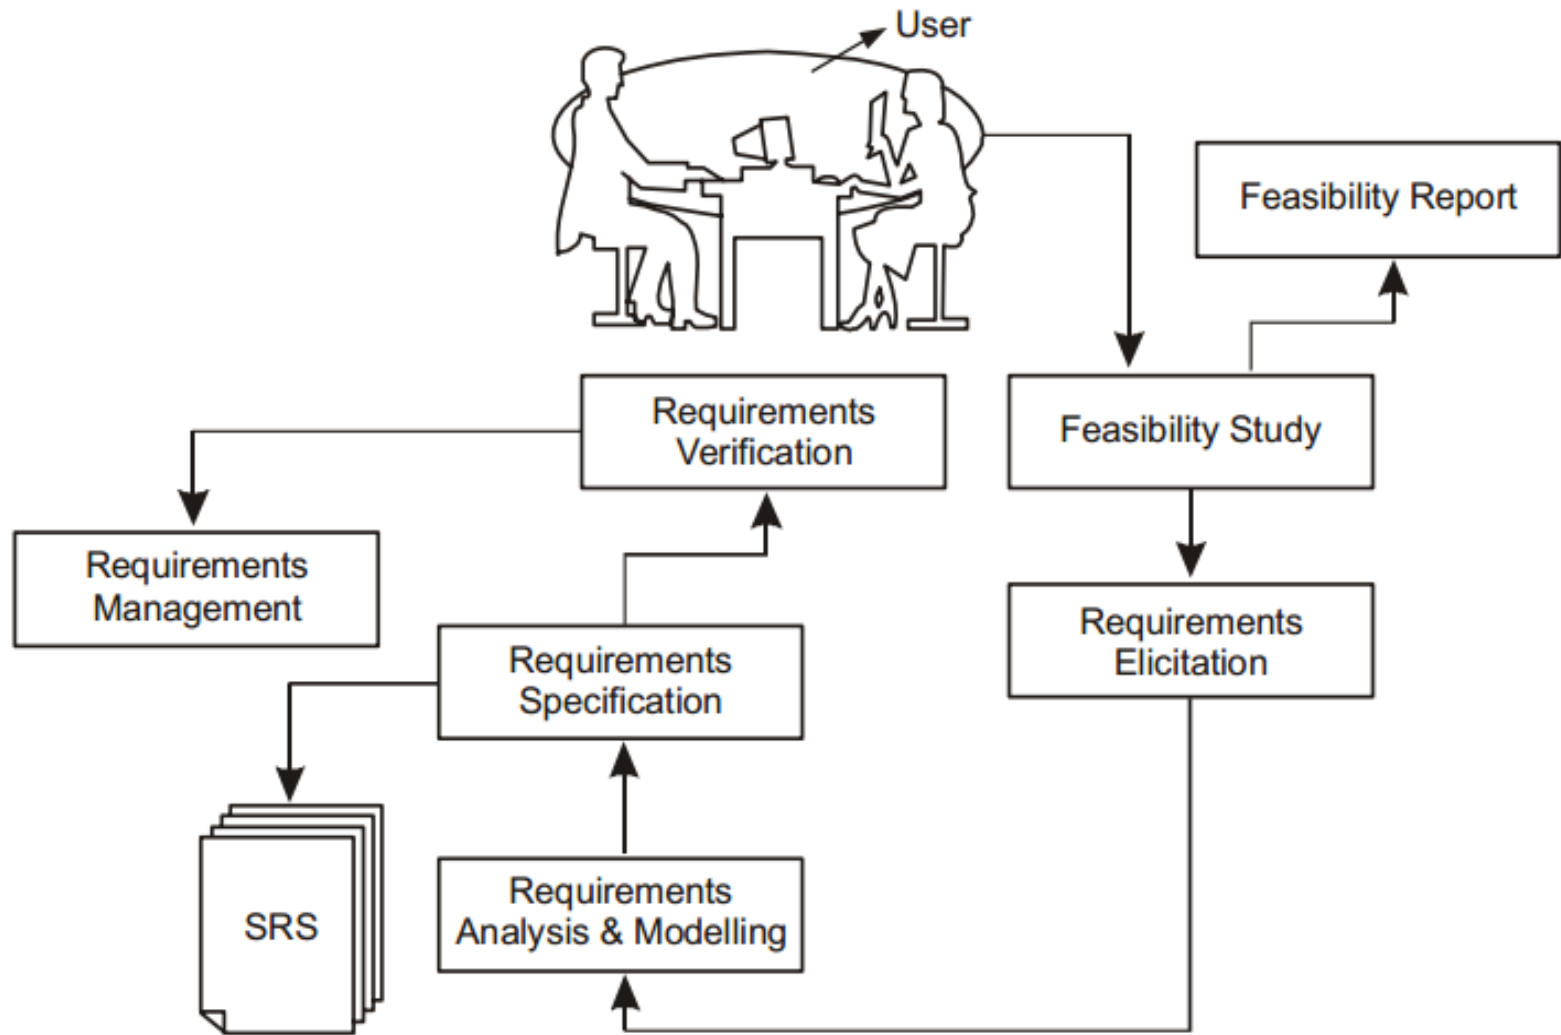 User
Feasibility Report
Requirements
Verification
Feasibility Study
Requirements
Management
Requirements
Specification
Requirements
Elicitation
SRS
Requirements
Analysis & Modelling